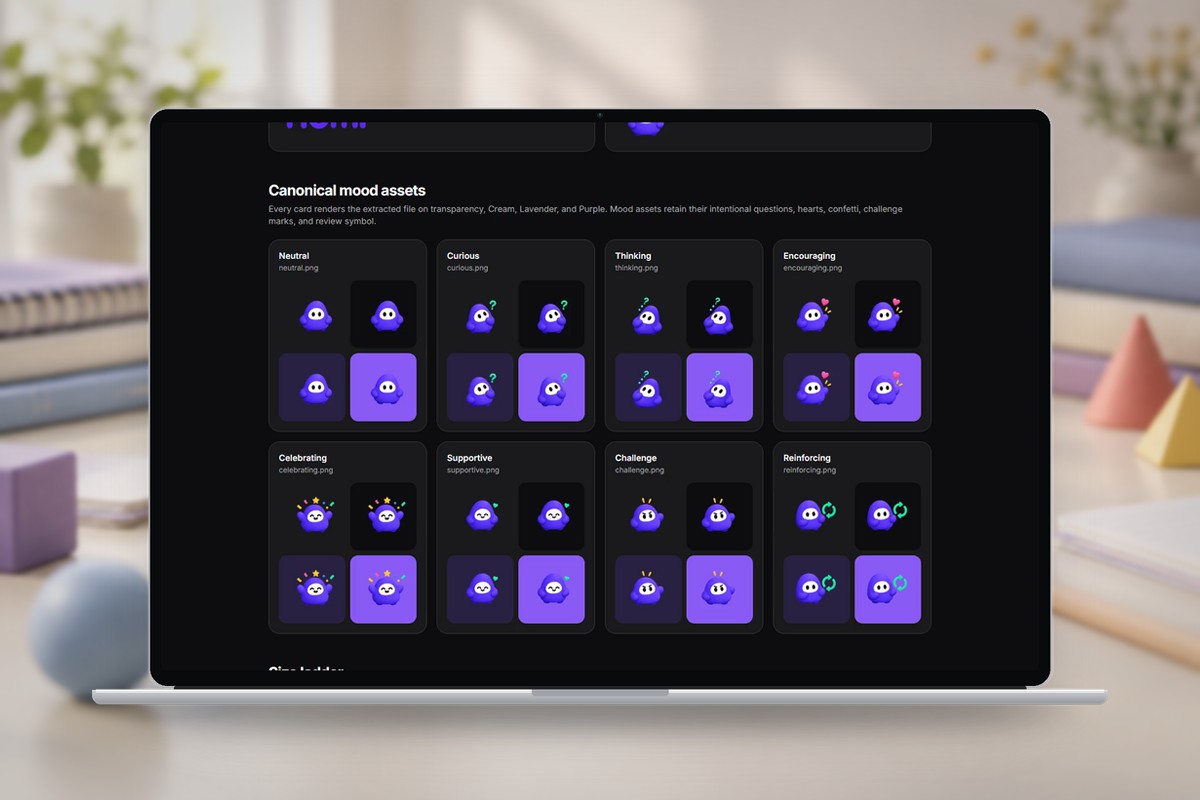 Canonical mood assets
Every card renders the extracted file on transparency, Cream, Lavender, and Purple. Mood assets retain their intentional questions, hearts, confetti, challenge
marks, and review symbol.
Neutral
neutral.png
Curious
curious.png
Thinking
thinking.png
Encouraging
encouraging.png
?
?
?
?
?
?
?
?
Celebrating
celebrating.png
Supportive
supportive.png
Challenge
challenge.png
Reinforcing
reinforcing.png